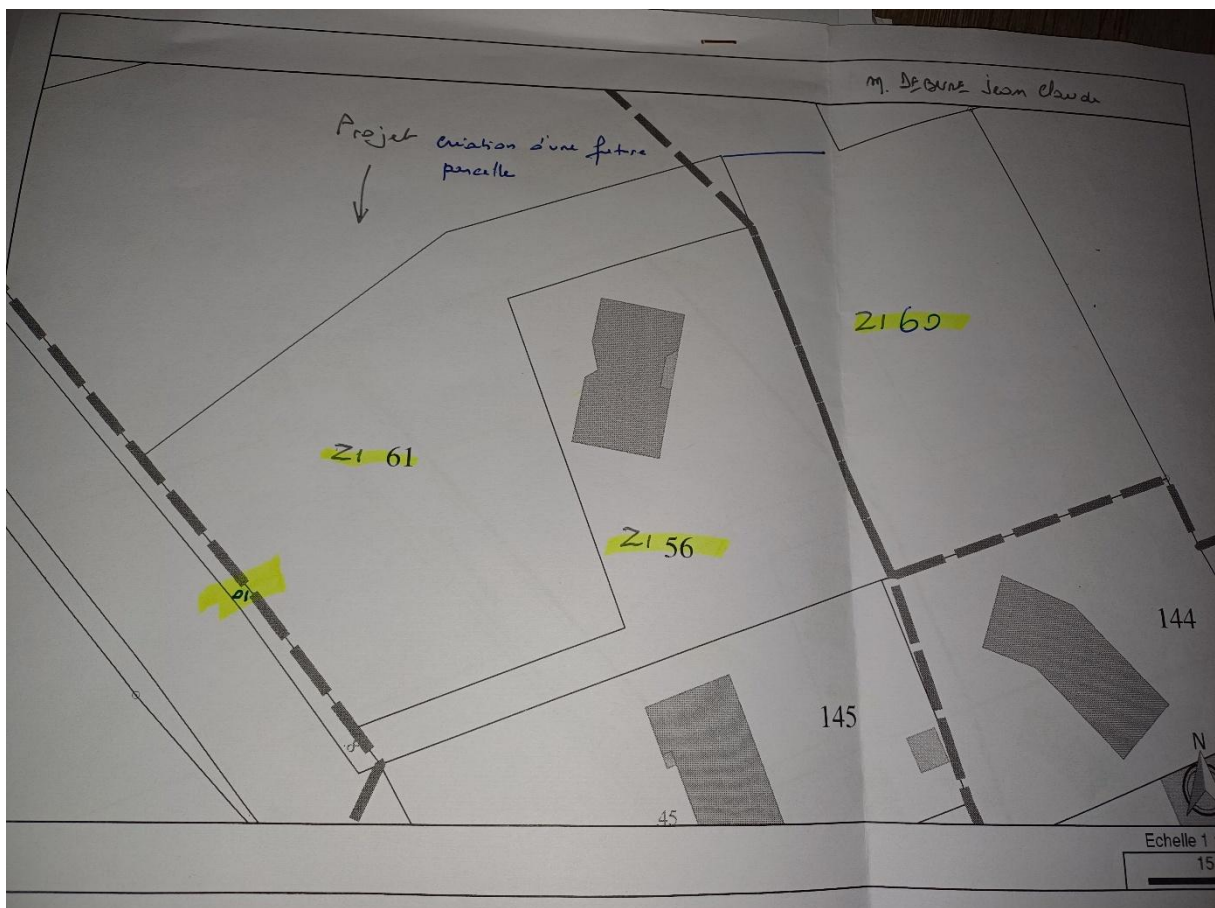 M. DEBURE Jean Claude
Projet création d'une future
parcelle
ZI 60
ZI 61
ZI 56
144
145
45
N
Echelle 1
15